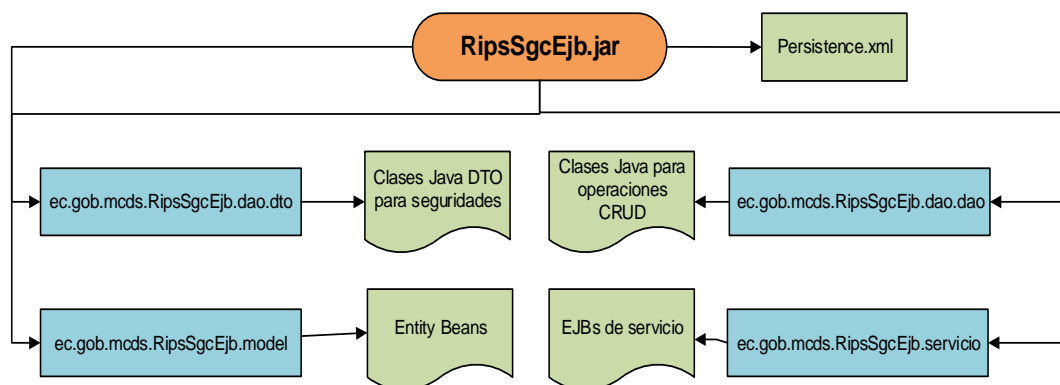 RipsSgcEjb.jar
Persistence.xml
ec.gob.mcds.RipsSgcEjb.dao.dto
Clases Java DTO
para seguridades
Clases Java para
operaciones
CRUD
ec.gob.mcds.RipsSgcEjb.dao.dao
ec.gob.mcds.RipsSgcEjb.model
Entity Beans
EJBs de servicio
ec.gob.mcds.RipsSgcEjb.servicio